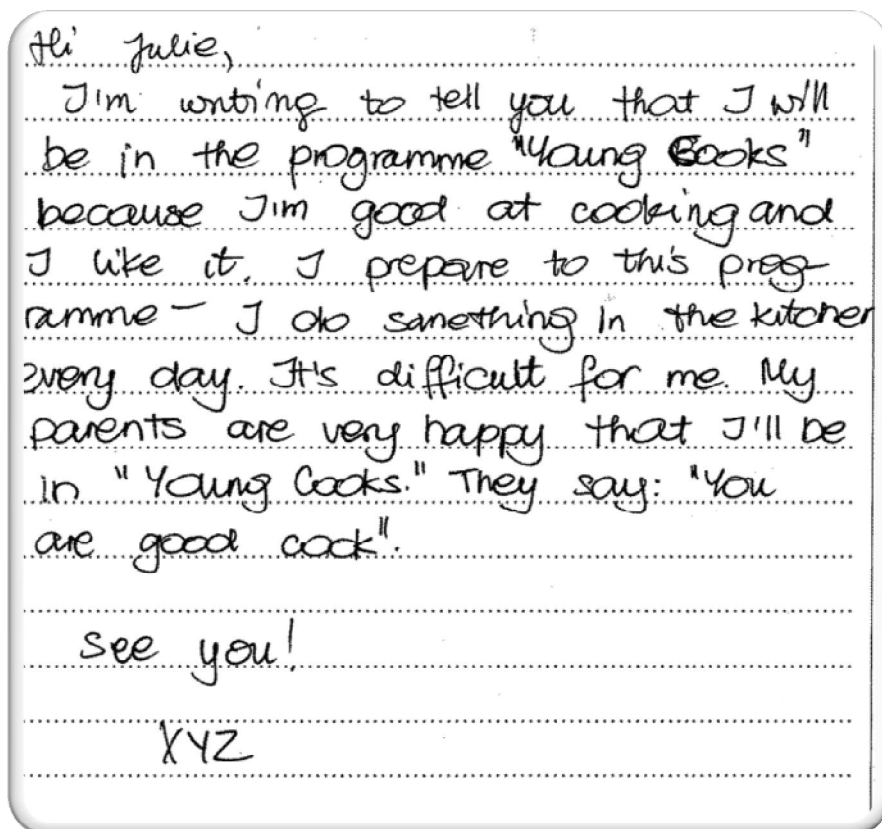 Hi Julie,
I'm writing to tell you that I will
be in the programme "Young Cooks"
because I'm good at cooking and
I like it. I prepare to this prog-
ramme - I do something in the kitchen
every day. It's difficult for me. My
parents are very happy that I'll be
in "Young Cooks." They say: "You
are good cook".
see you!
XYZ